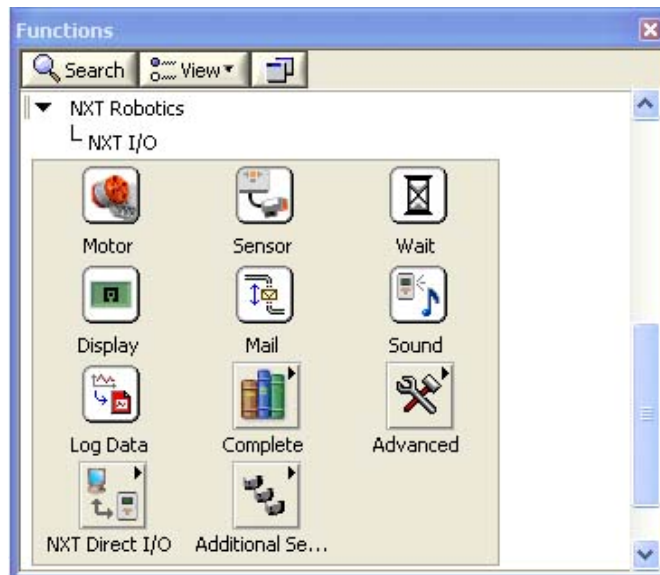 Functions
Search View
NXT Robotics
NXT I/O
Motor Sensor Wait
Display Mail Sound
Log Data Complete Advanced
NXT Direct I/O Additional Se...